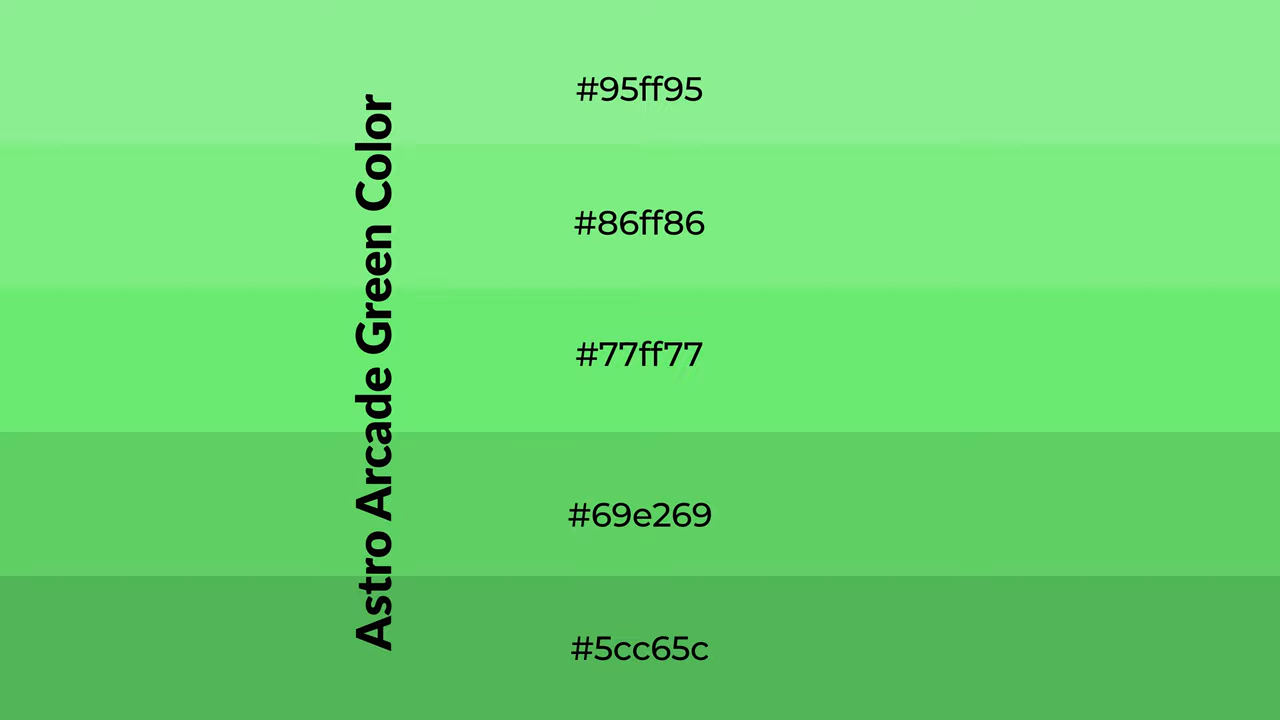 Astro Arcade Green Color
#95ff95
#86ff86
#77ff77
#69e269
#5cc65c